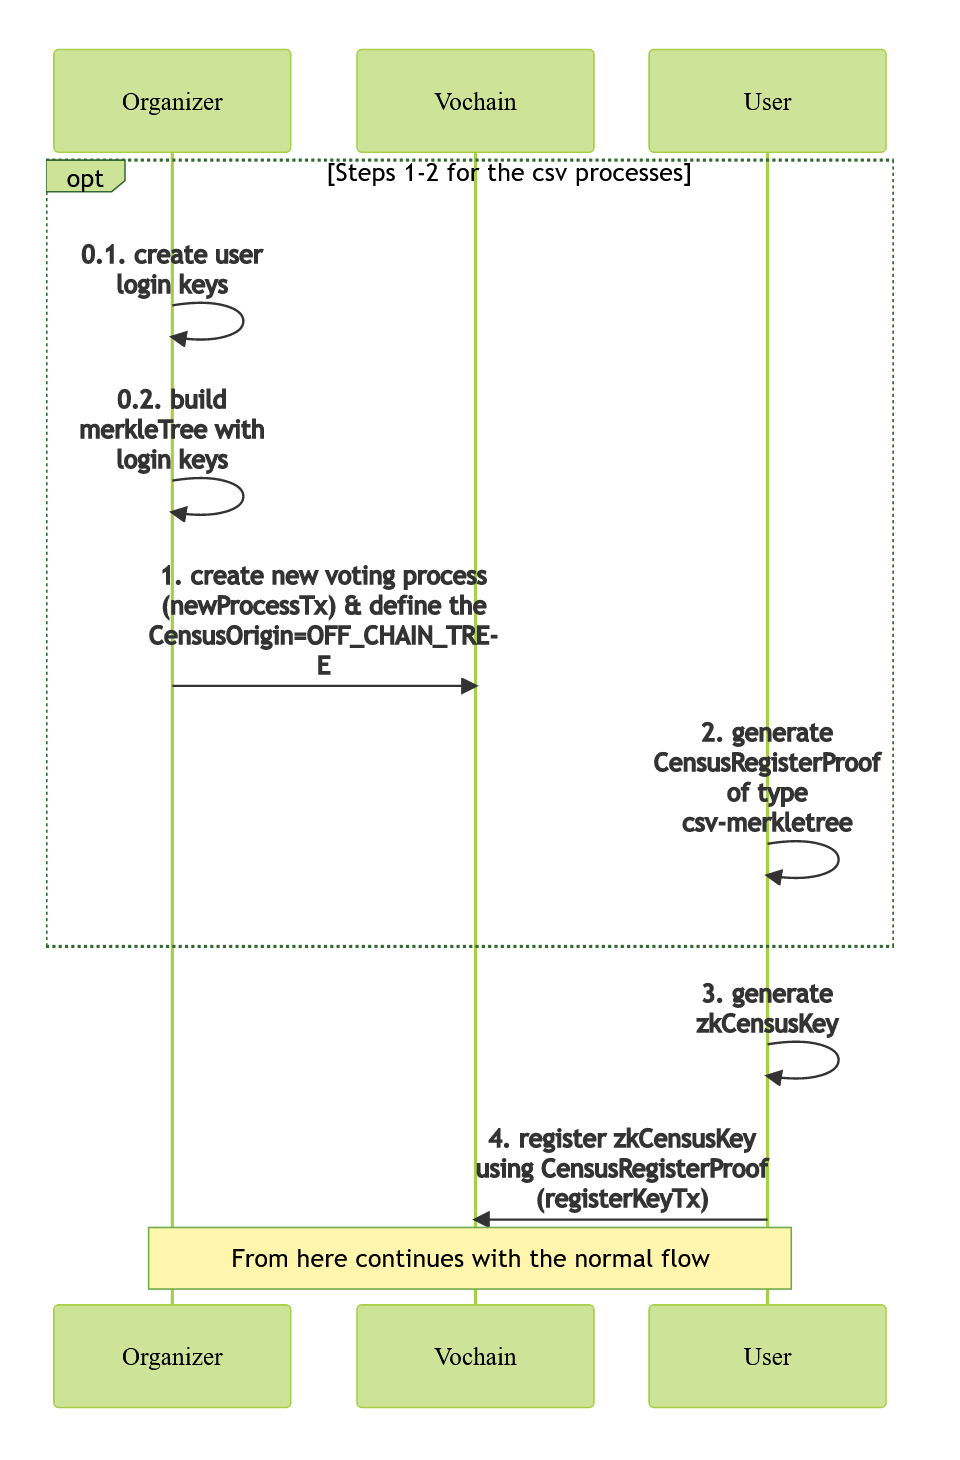 Organizer
Vochain
User
opt
[Steps 1-2 for the csv processes]
0.1. create user
login keys
0.2. build
merkleTree with
login keys
1. create new voting process
(newProcessTx) & define the
CensusOrigin=OFF_CHAIN_TRE-
E
2. generate
CensusRegisterProof
of type
csv-merkletree
3. generate
zkCensusKey
4. register zkCensusKey
using CensusRegisterProof
(registerKeyTx)
From here continues with the normal flow
Organizer
Vochain
User